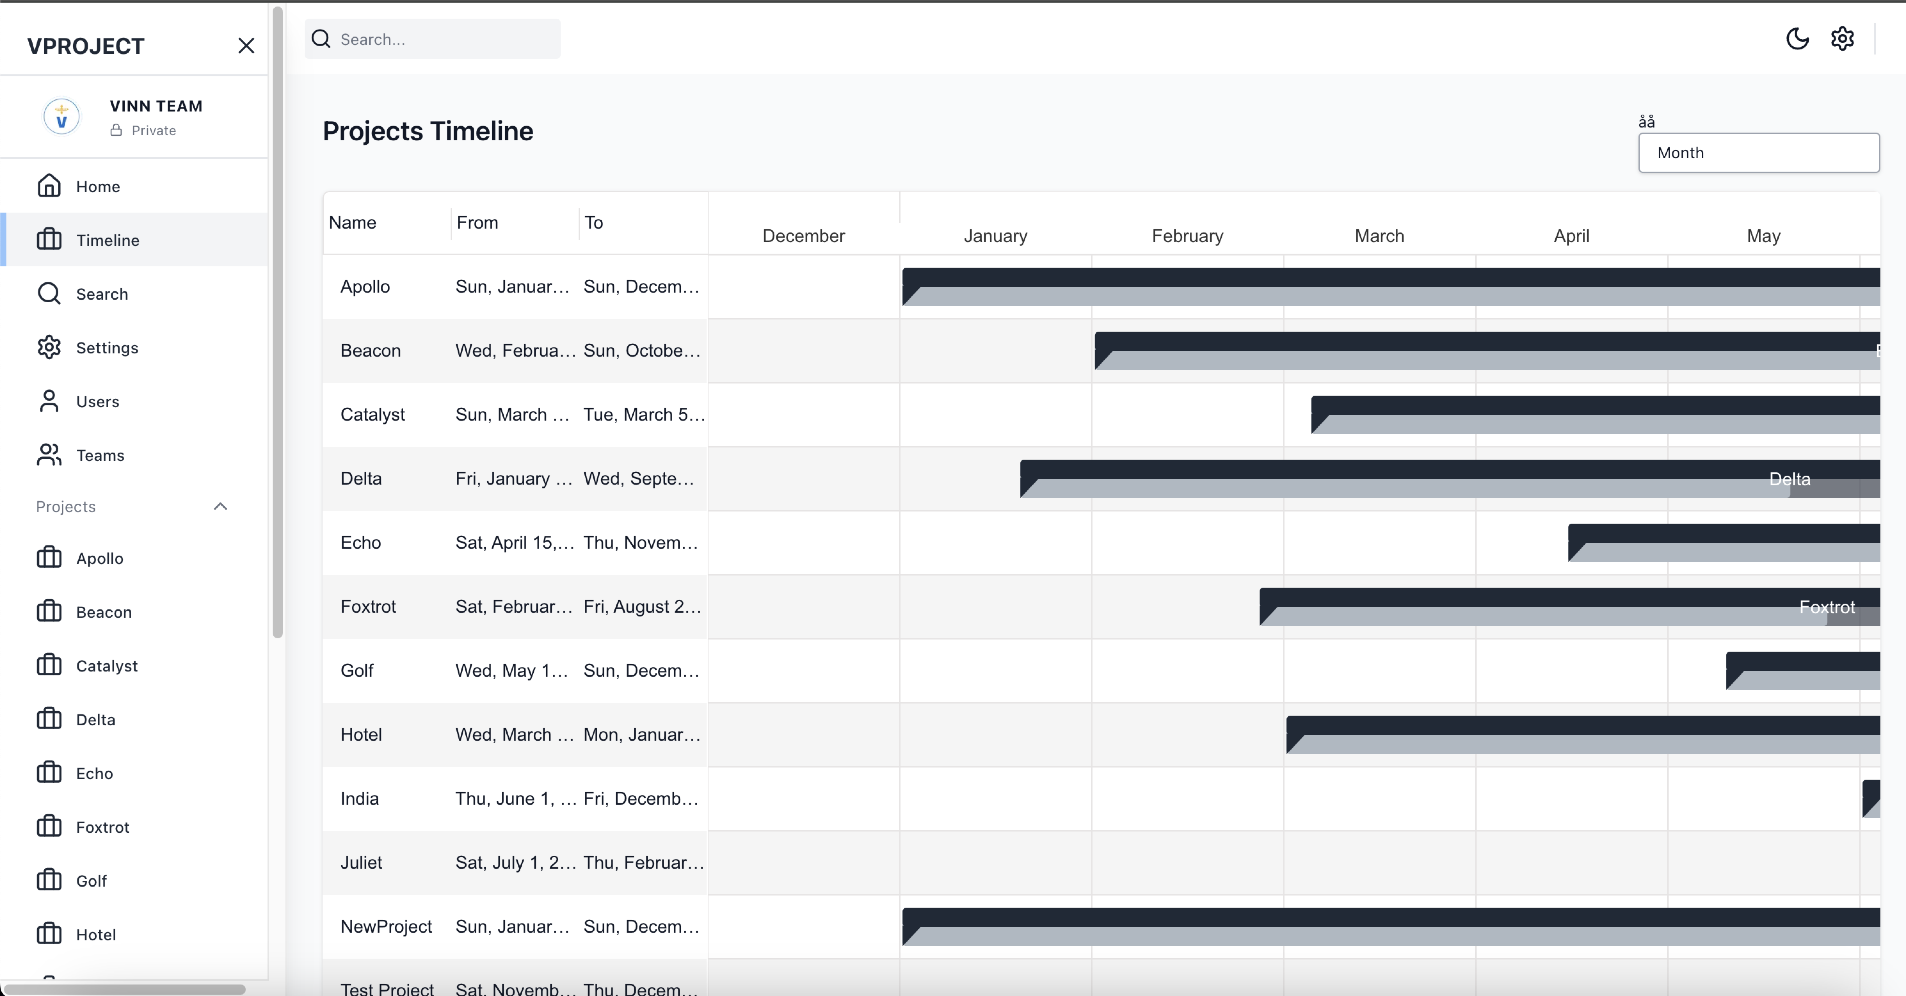 VPROJECT
VINN TEAM
Private
Home
Timeline
Search
Settings
Users
Teams
Projects
Apollo
Beacon
Catalyst
Delta
Echo
Foxtrot
Golf
Hotel
Search...
Projects Timeline
åå
Month
Name From To
December January February March April May
Apollo Sun, Januar... Sun, Decem...
Beacon Wed, Februa... Sun, Octobe...
Catalyst Sun, March ... Tue, March 5...
Delta Fri, January ... Wed, Septe... Delta
Echo Sat, April 15,... Thu, Novem...
Foxtrot Sat, Februar... Fri, August 2... Foxtrot
Golf Wed, May 1... Sun, Decem...
Hotel Wed, March ... Mon, Januar...
India Thu, June 1, ... Fri, Decemb...
Juliet Sat, July 1, 2... Thu, Februar...
NewProject Sun, Januar... Sun, Decem...
Test Project Sat, Novemb... Thu, Decem...